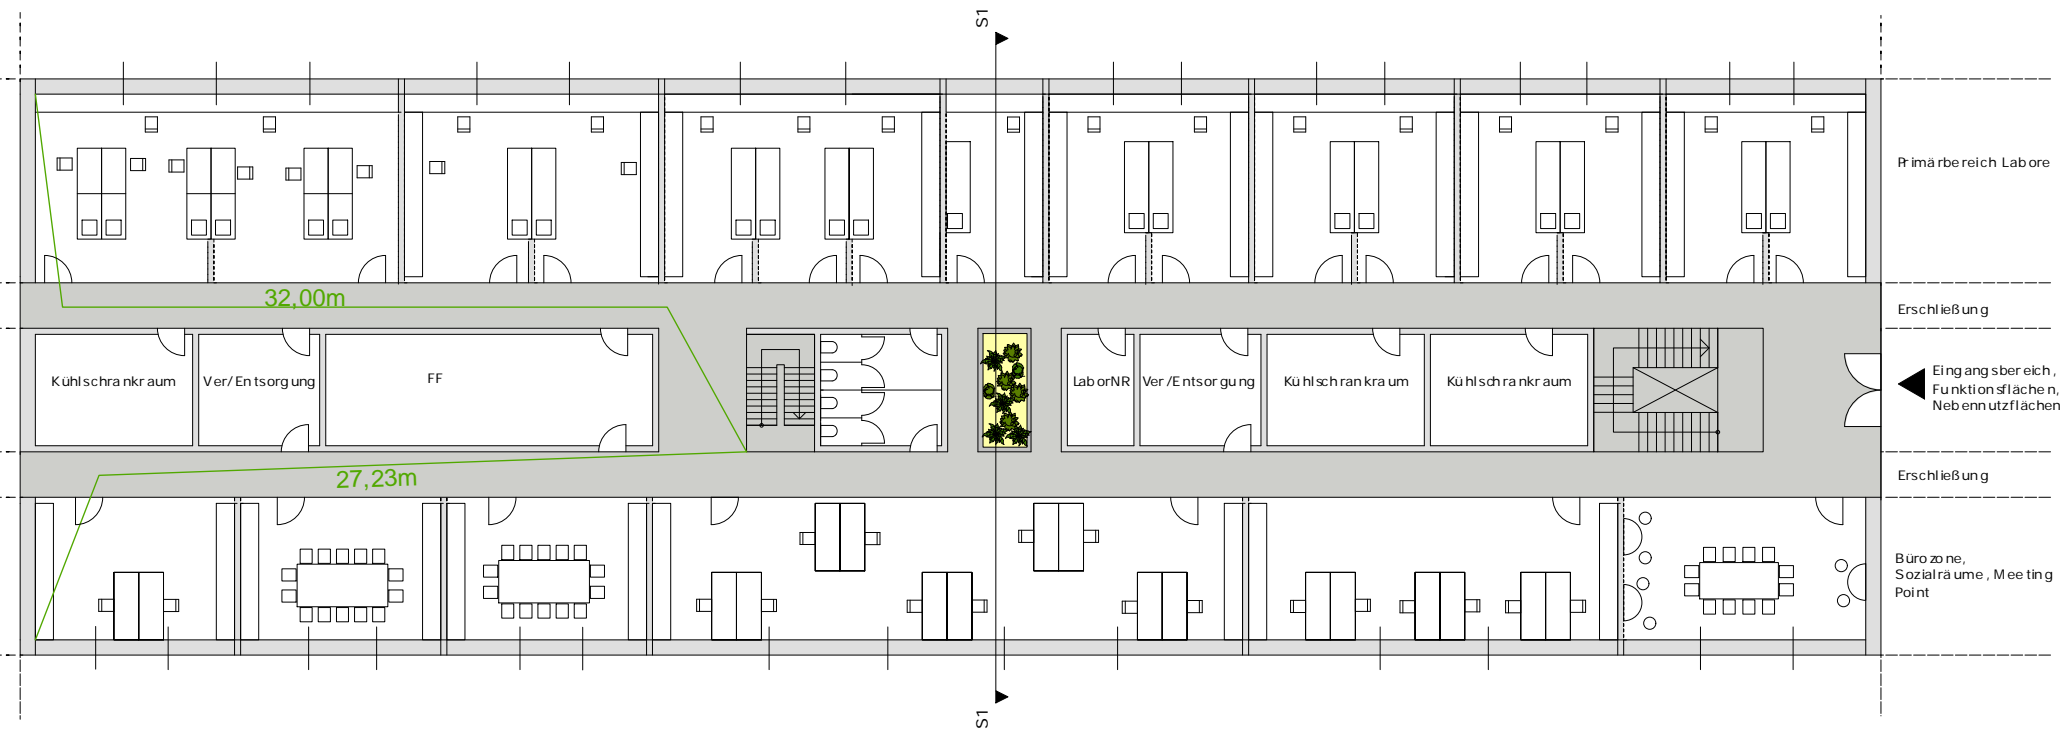 S1
Primärbereich Labore
32,00m
Erschließung
Kühlschrankraum
Ver/Entsorgung
FF
LaborNR
Ver/Entsorgung
Kühlschrankraum
Kühlschrankraum
Eingangsbereich,
Funktionsflächen,
Nebennutzflächen
27,23m
Erschließung
Bürozone,
Sozialräume, Meeting
Point
S1